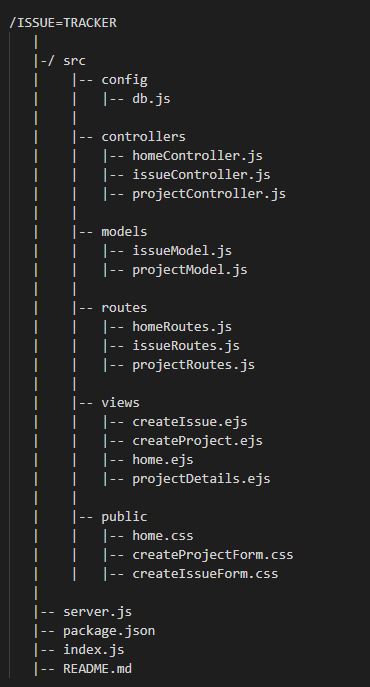 /ISSUE=TRACKER
   |
   |-/ src
   |    |-- config
   |    |   |-- db.js
   |    |
   |    |-- controllers
   |    |   |-- homeController.js
   |    |   |-- issueController.js
   |    |   |-- projectController.js
   |    |
   |    |-- models
   |    |   |-- issueModel.js
   |    |   |-- projectModel.js
   |    |
   |    |-- routes
   |    |   |-- homeRoutes.js
   |    |   |-- issueRoutes.js
   |    |   |-- projectRoutes.js
   |    |
   |    |-- views
   |    |   |-- createIssue.ejs
   |    |   |-- createProject.ejs
   |    |   |-- home.ejs
   |    |   |-- projectDetails.ejs
   |    |
   |    |-- public
   |    |   |-- home.css
   |    |   |-- createProjectForm.css
   |    |   |-- createIssueForm.css
   |
   |-- server.js
   |-- package.json
   |-- index.js
   |-- README.md